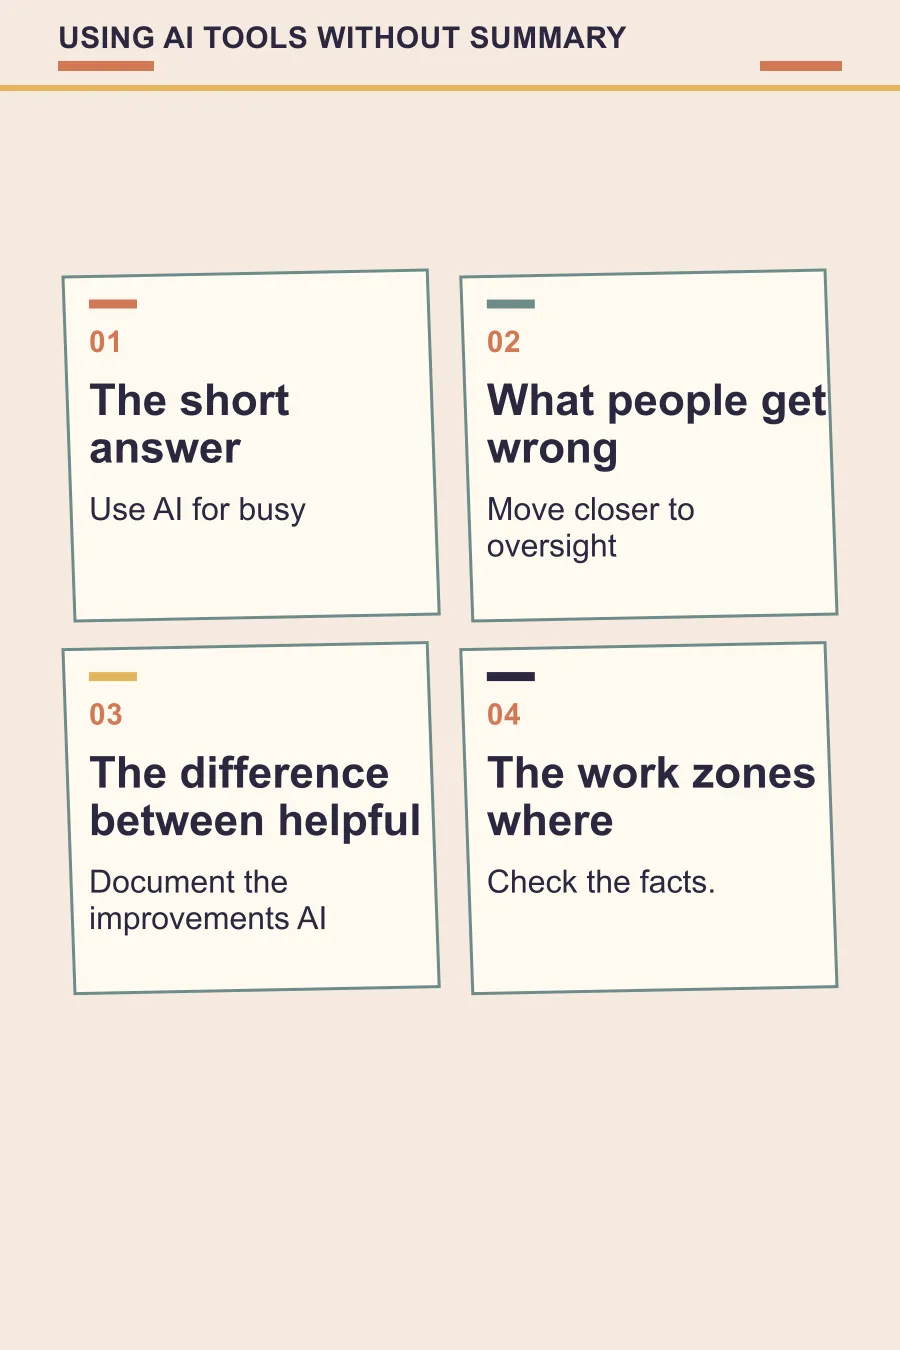 USING AI TOOLS WITHOUT SUMMARY
01
The short
answer
Use AI for busy
02
What people get
wrong
Move closer to
oversight
03
The difference
between helpful
Document the
improvements AI
04
The work zones
where
Check the facts.